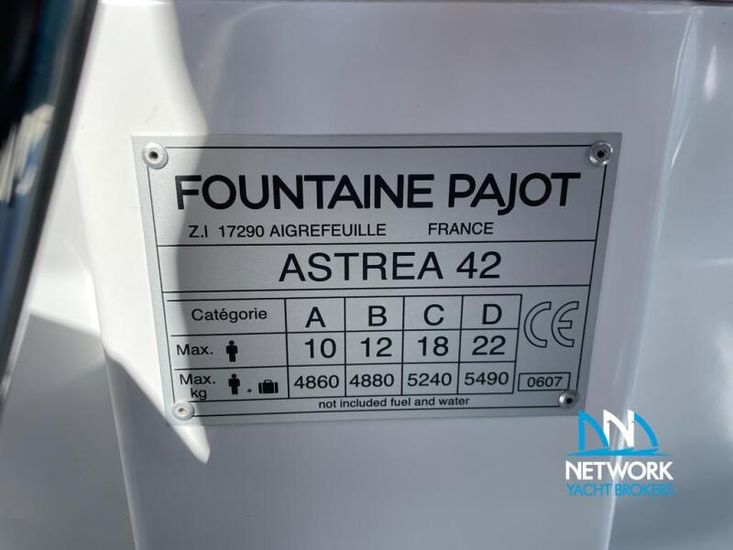 FOUNTAINE PAJOT
Z.I 17290 AIGREFEUILLE FRANCE
ASTREA 42
Catégorie A B C D CE
Max. 10 12 18 22
Max. kg + 4860 4880 5240 5490 0607
not included fuel and water
NETWORK
YACHT BROKERS